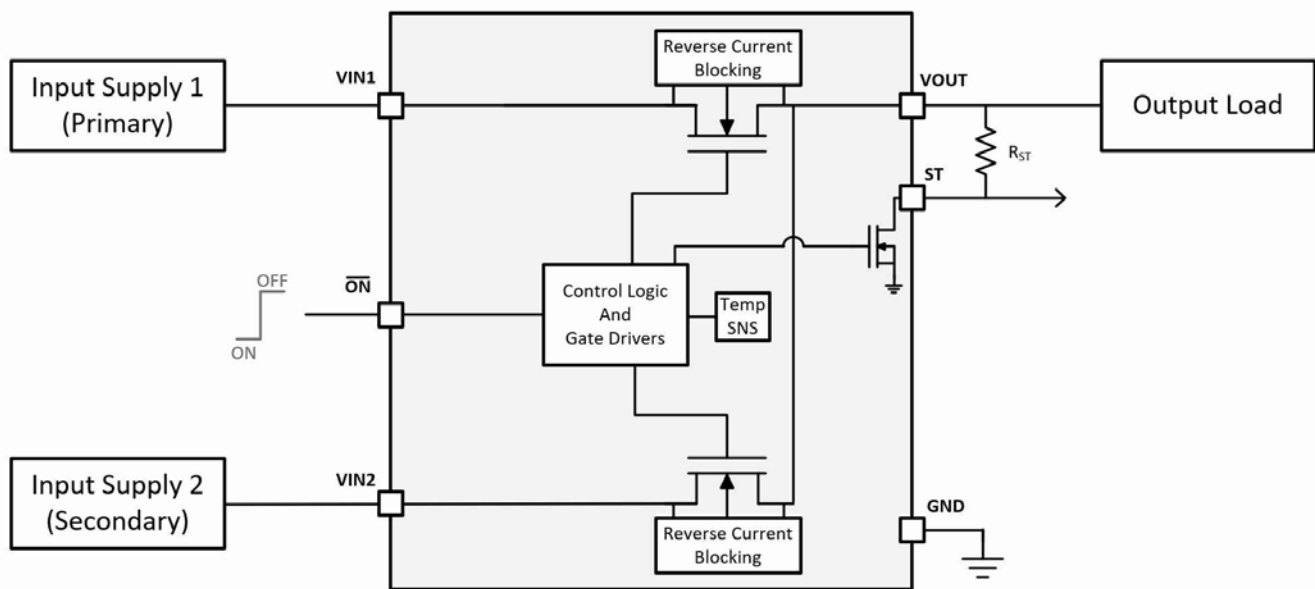 Reverse Current
Blocking
VIN1
VOUT
Input Supply 1
(Primary)
Output Load
R_ST
ST
O̅N̅
OFF
ON
Control Logic
And
Gate Drivers
Temp
SNS
VIN2
Input Supply 2
(Secondary)
GND
Reverse Current
Blocking